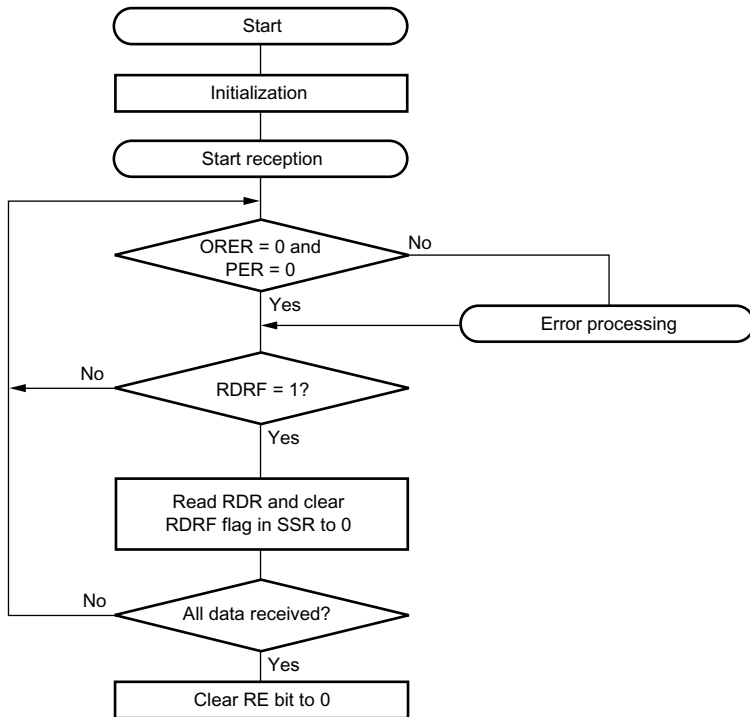 Start
Initialization
Start reception
ORER = 0 and
PER = 0
No
Yes
Error processing
No
RDRF = 1?
Yes
Read RDR and clear
RDRF flag in SSR to 0
No
All data received?
Yes
Clear RE bit to 0